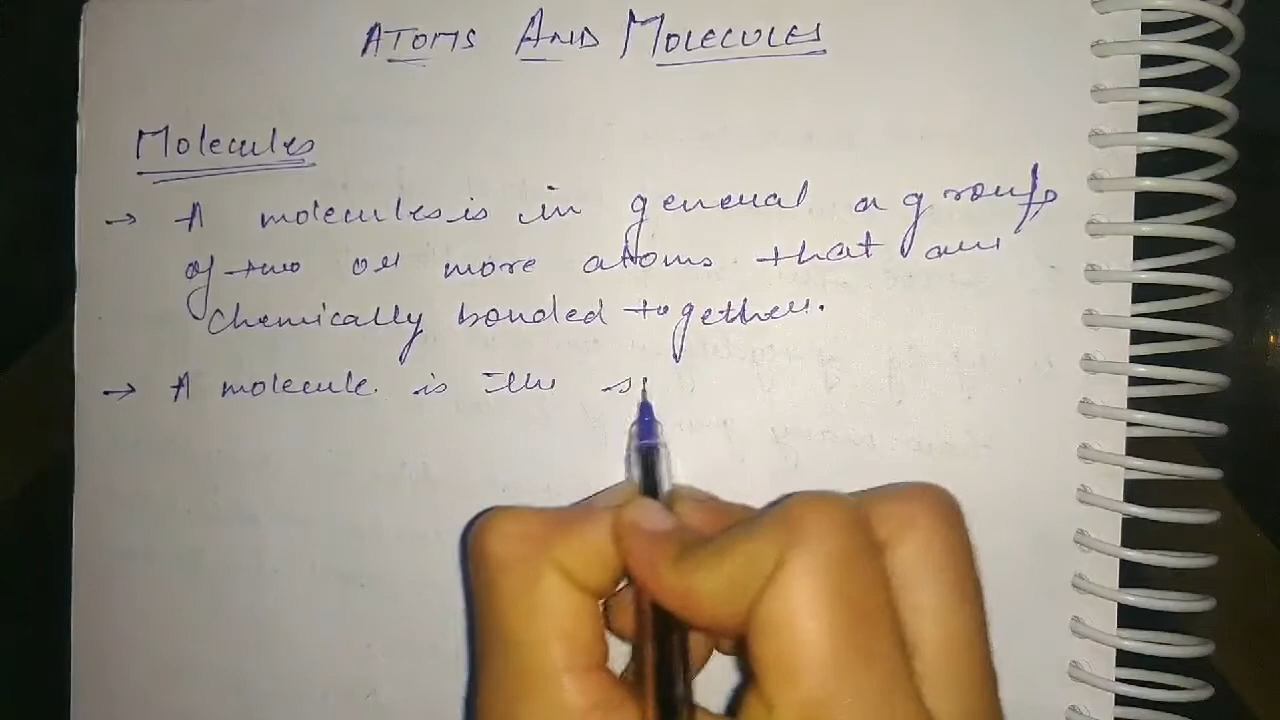 ATOMS AND MOLECULES
Molecules
→ A molecules is in general a group
of two or more atoms that are
chemically bonded together.
→ A molecule is the s